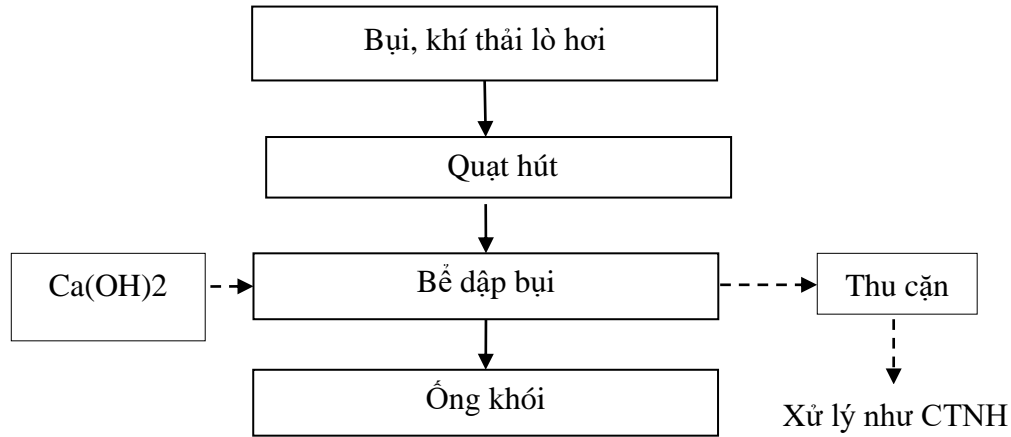 Bụi, khí thải lò hơi
Quạt hút
Ca(OH)2
Bể dập bụi
Thu cặn
Ống khói
Xử lý như CTNH